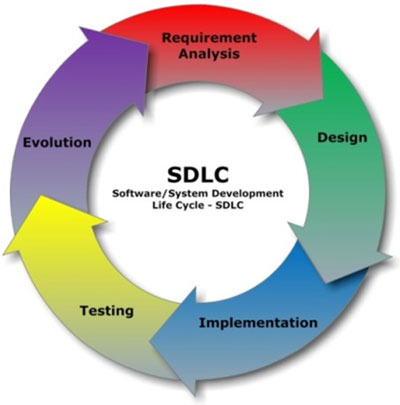 Requirement
Analysis
Design
Implementation
Testing
Evolution
SDLC
Software/System Development
Life Cycle - SDLC